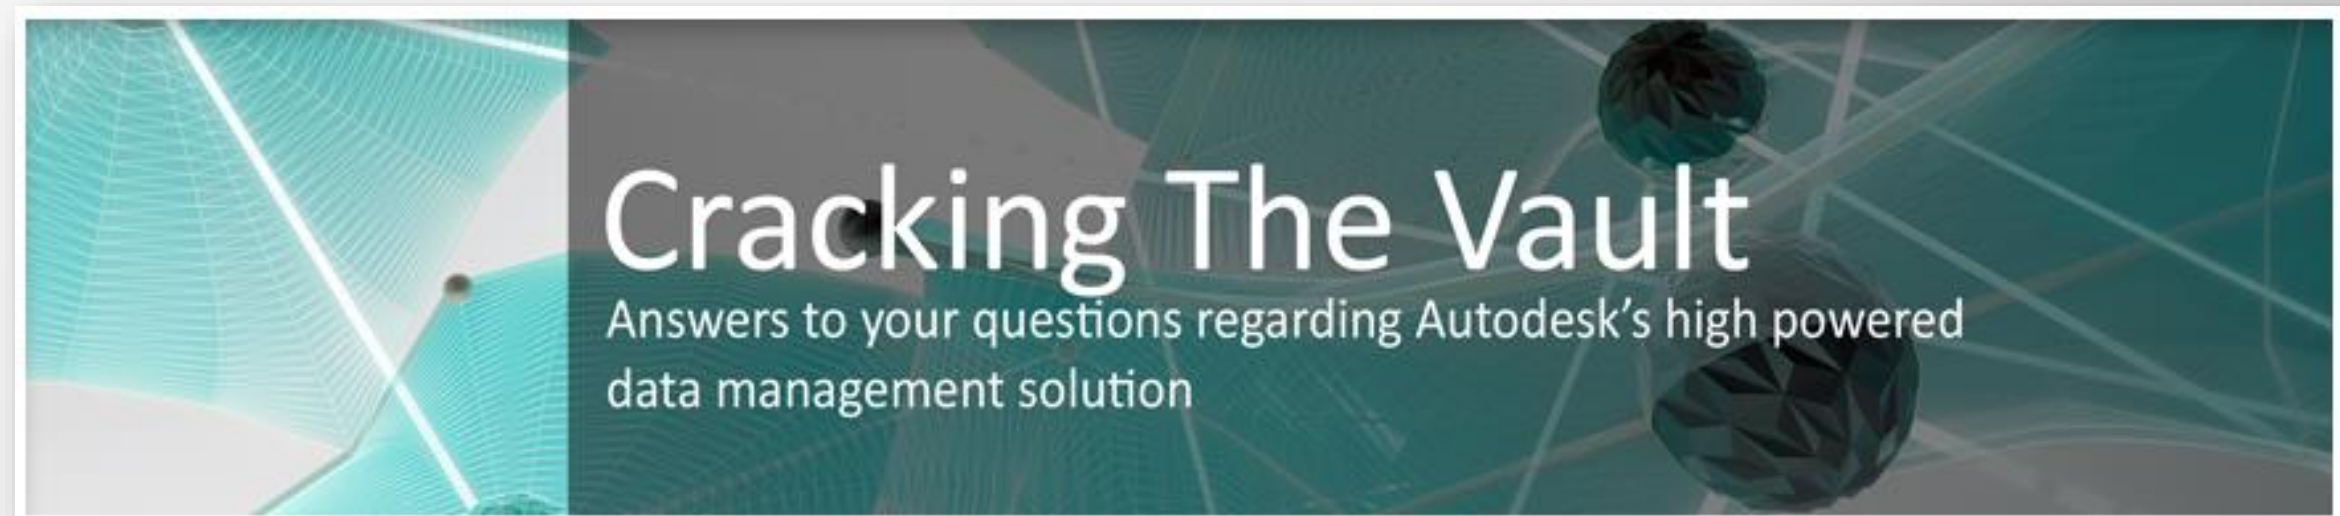 Cracking The Vault
Answers to your questions regarding Autodesk’s high powered
data management solution